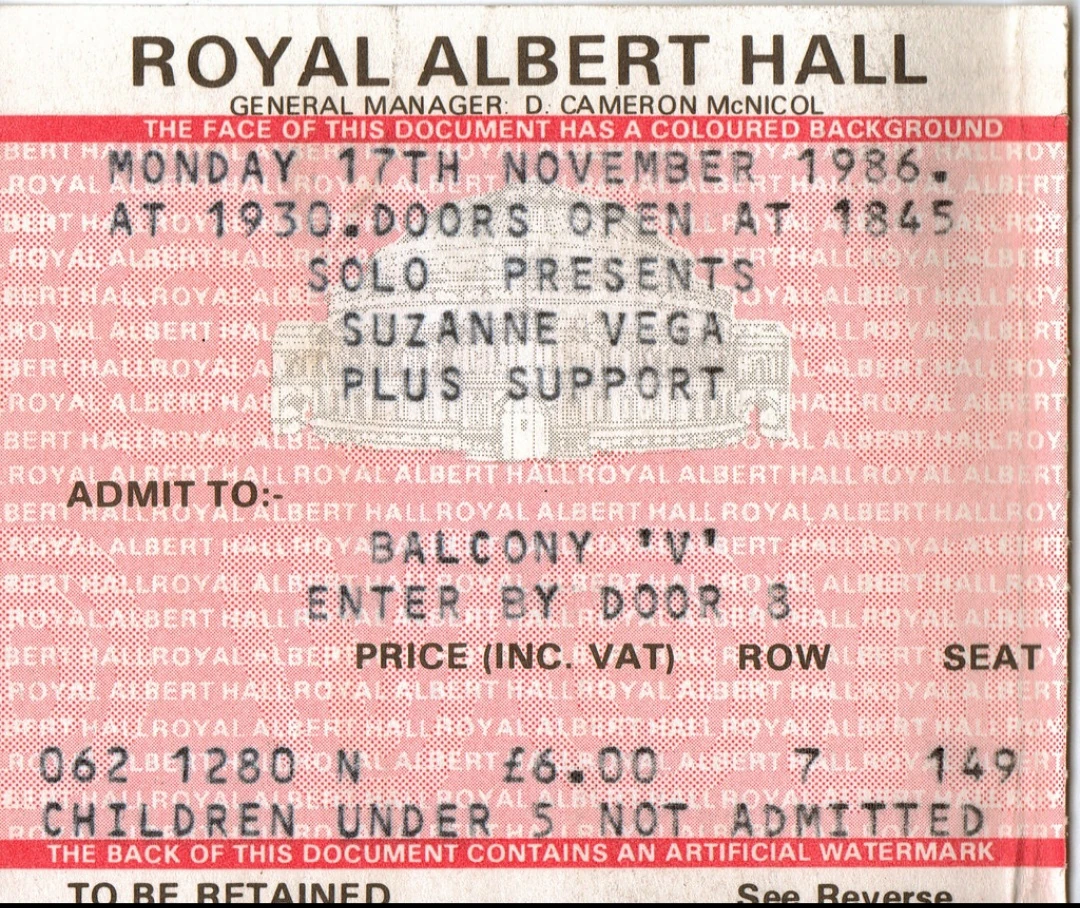 ROYAL ALBERT HALL
GENERAL MANAGER: D. CAMERON McNICOL
THE FACE OF THIS DOCUMENT HAS A COLOURED BACKGROUND
MONDAY 17TH NOVEMBER 1986.
AT 1930.DOORS OPEN AT 1845
SOLO PRESENTS
SUZANNE VEGA
PLUS SUPPORT
ADMIT TO:-
BALCONY 'V'
ENTER BY DOOR 8
PRICE (INC. VAT) ROW SEAT
062 1280 N £6.00 7 149
CHILDREN UNDER 5 NOT ADMITTED
THE BACK OF THIS DOCUMENT CONTAINS AN ARTIFICIAL WATERMARK
TO BE RETAINED See Reverse